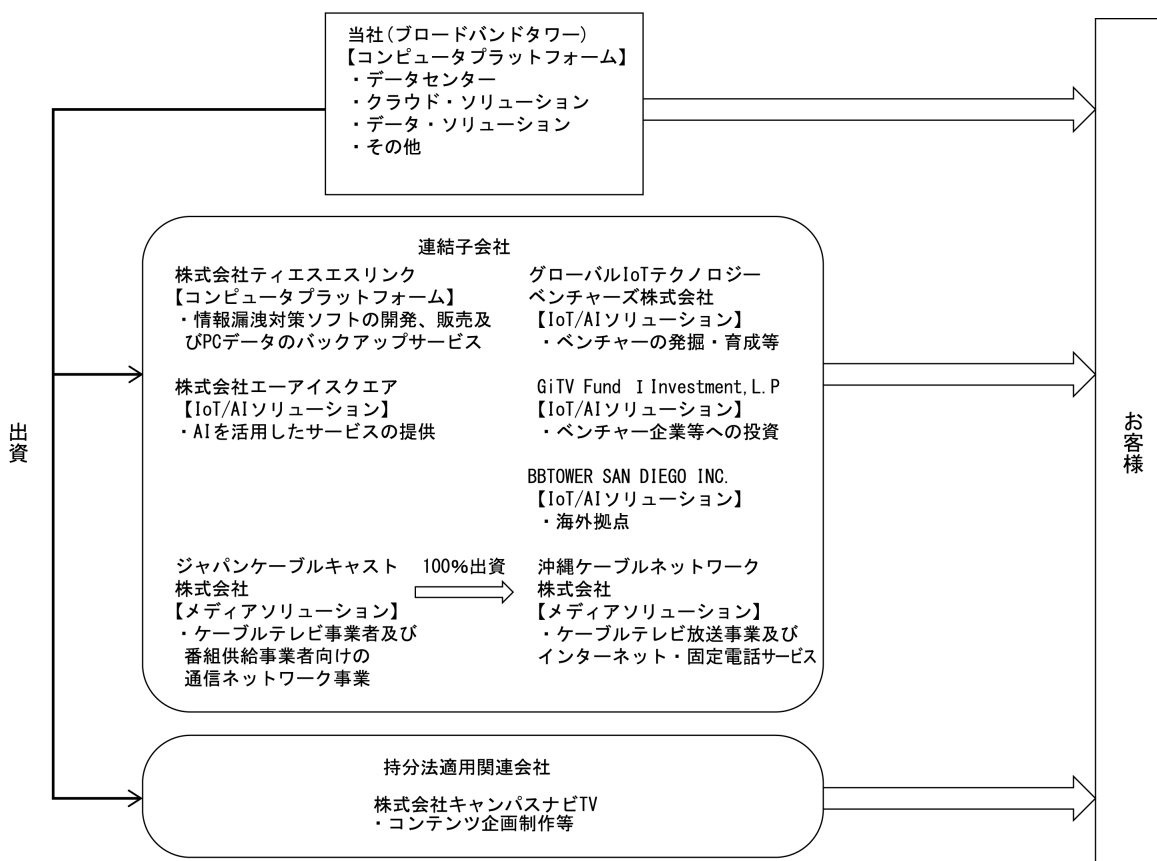 当社(ブロードバンドタワー)
【コンピュータプラットフォーム】
・データセンター
・クラウド・ソリューション
・データ・ソリューション
・その他
連結子会社
株式会社ティエスエスリンク
【コンピュータプラットフォーム】
・情報漏洩対策ソフトの開発、販売及
びPCデータのバックアップサービス
グローバルIoTテクノロジー
ベンチャーズ株式会社
【IoT/AIソリューション】
・ベンチャーの発掘・育成等
株式会社エーアイスクエア
【IoT/AIソリューション】
・AIを活用したサービスの提供
GiTV Fund Ⅰ Investment,L.P
【IoT/AIソリューション】
・ベンチャー企業等への投資
BBTOWER SAN DIEGO INC.
【IoT/AIソリューション】
・海外拠点
ジャパンケーブルキャスト
株式会社
【メディアソリューション】
・ケーブルテレビ事業者及び
番組供給事業者向けの
通信ネットワーク事業
100%出資
沖縄ケーブルネットワーク
株式会社
【メディアソリューション】
・ケーブルテレビ放送事業及び
インターネット・固定電話サービス
持分法適用関連会社
株式会社キャンパスナビTV
・コンテンツ企画制作等
出資
お客様